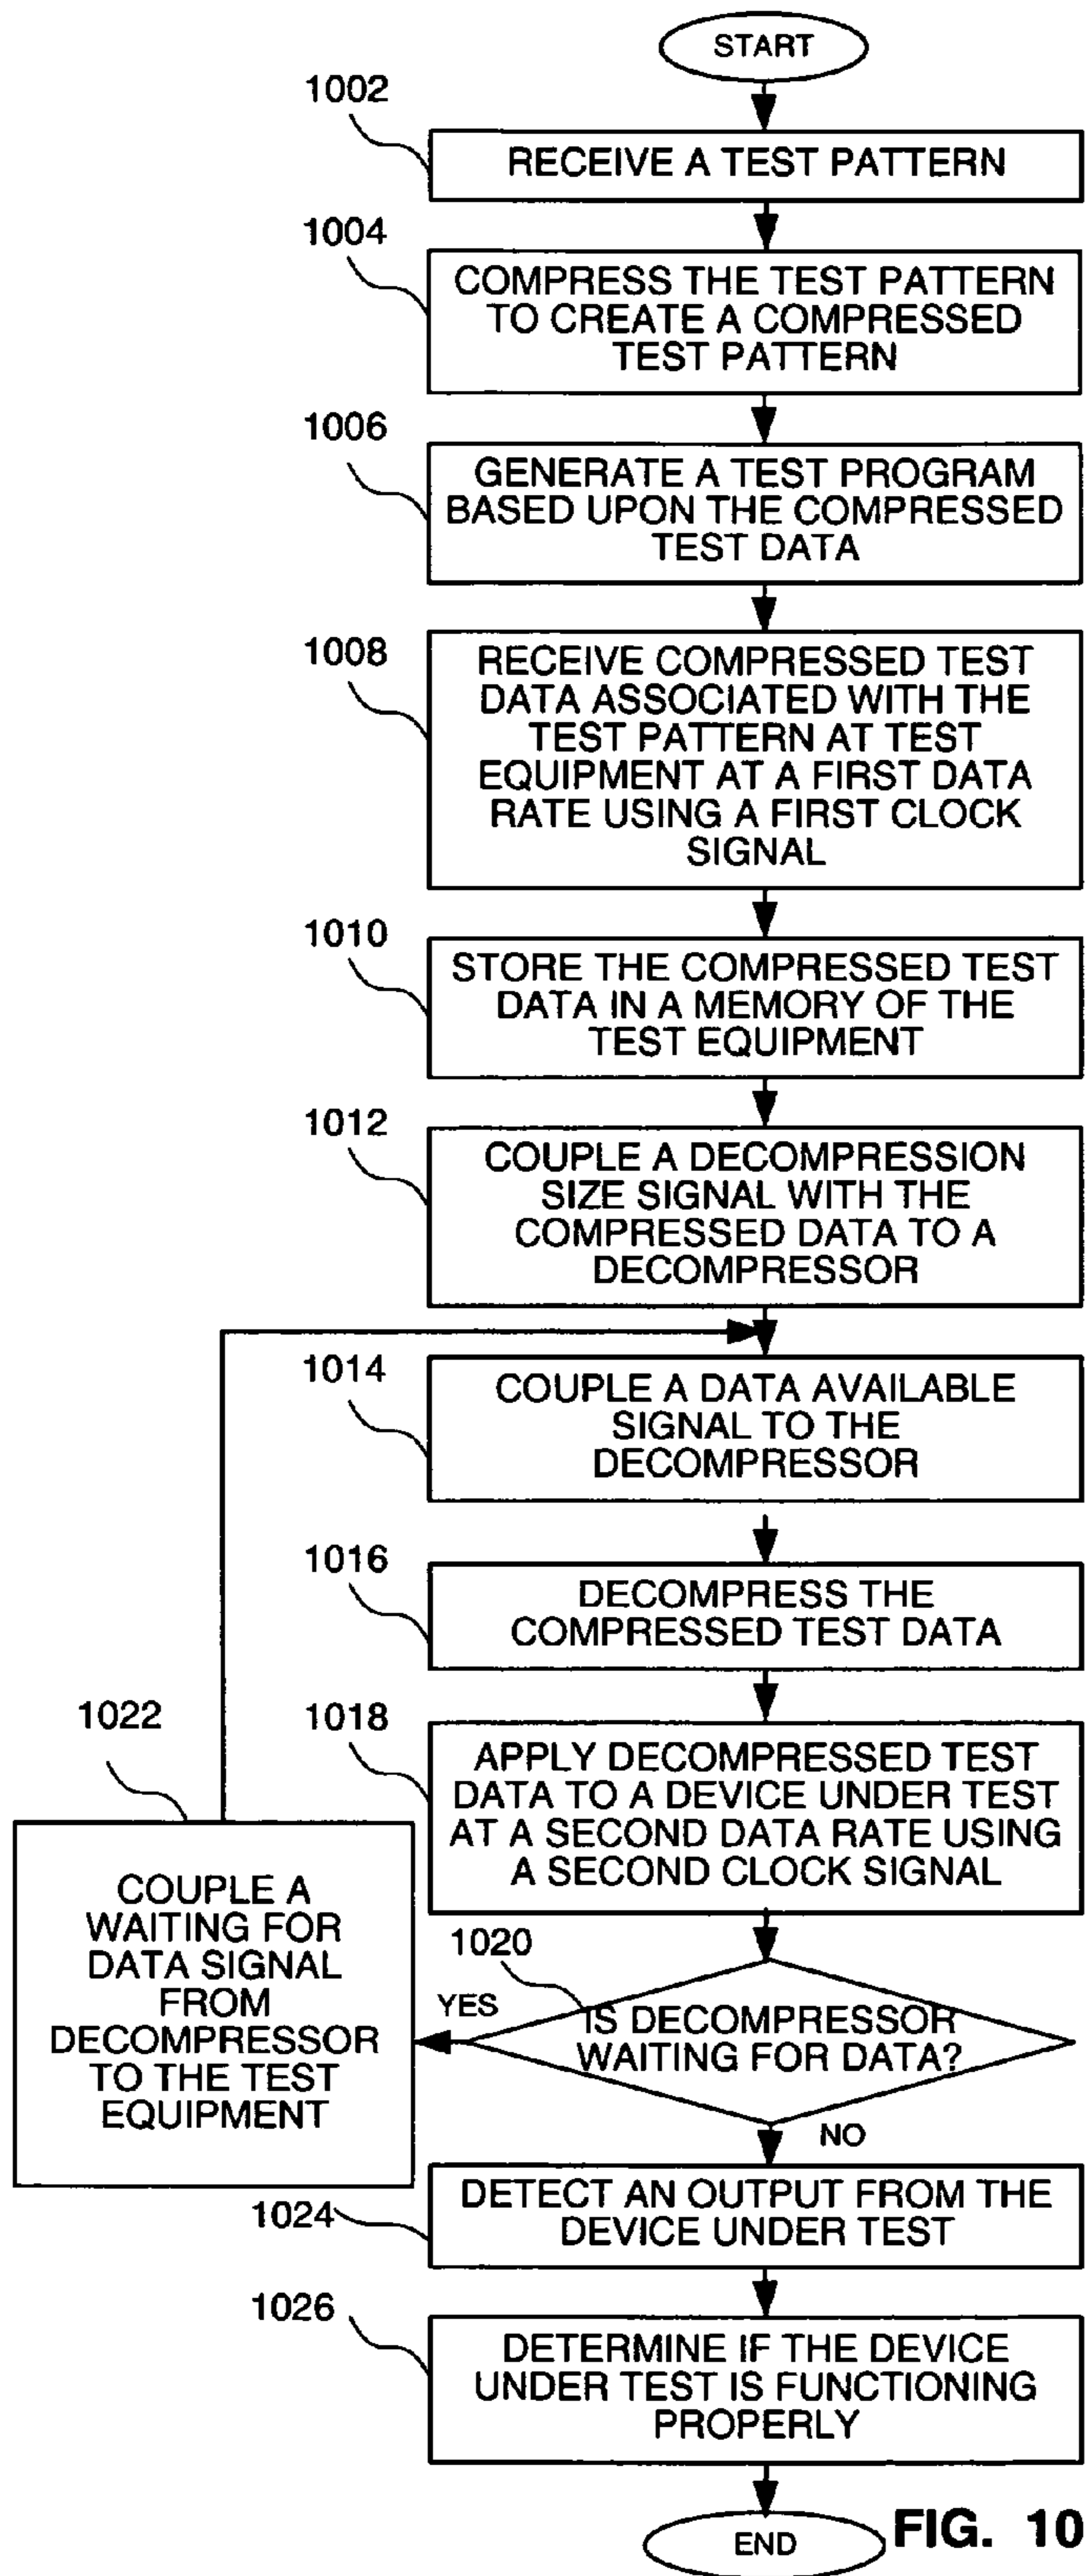 START
1002
RECEIVE A TEST PATTERN
1004
COMPRESS THE TEST PATTERN
TO CREATE A COMPRESSED
TEST PATTERN
1006
GENERATE A TEST PROGRAM
BASED UPON THE COMPRESSED
TEST DATA
1008
RECEIVE COMPRESSED TEST
DATA ASSOCIATED WITH THE
TEST PATTERN AT TEST
EQUIPMENT AT A FIRST DATA
RATE USING A FIRST CLOCK
SIGNAL
1010
STORE THE COMPRESSED TEST
DATA IN A MEMORY OF THE
TEST EQUIPMENT
1012
COUPLE A DECOMPRESSION
SIZE SIGNAL WITH THE
COMPRESSED DATA TO A
DECOMPRESSOR
1014
COUPLE A DATA AVAILABLE
SIGNAL TO THE
DECOMPRESSOR
1016
DECOMPRESS THE
COMPRESSED TEST DATA
1018
APPLY DECOMPRESSED TEST
DATA TO A DEVICE UNDER TEST
AT A SECOND DATA RATE USING
A SECOND CLOCK SIGNAL
1020
IS DECOMPRESSOR
WAITING FOR DATA?
YES
1022
COUPLE A
WAITING FOR
DATA SIGNAL
FROM
DECOMPRESSOR
TO THE TEST
EQUIPMENT
NO
1024
DETECT AN OUTPUT FROM THE
DEVICE UNDER TEST
1026
DETERMINE IF THE DEVICE
UNDER TEST IS FUNCTIONING
PROPERLY
END
FIG. 10